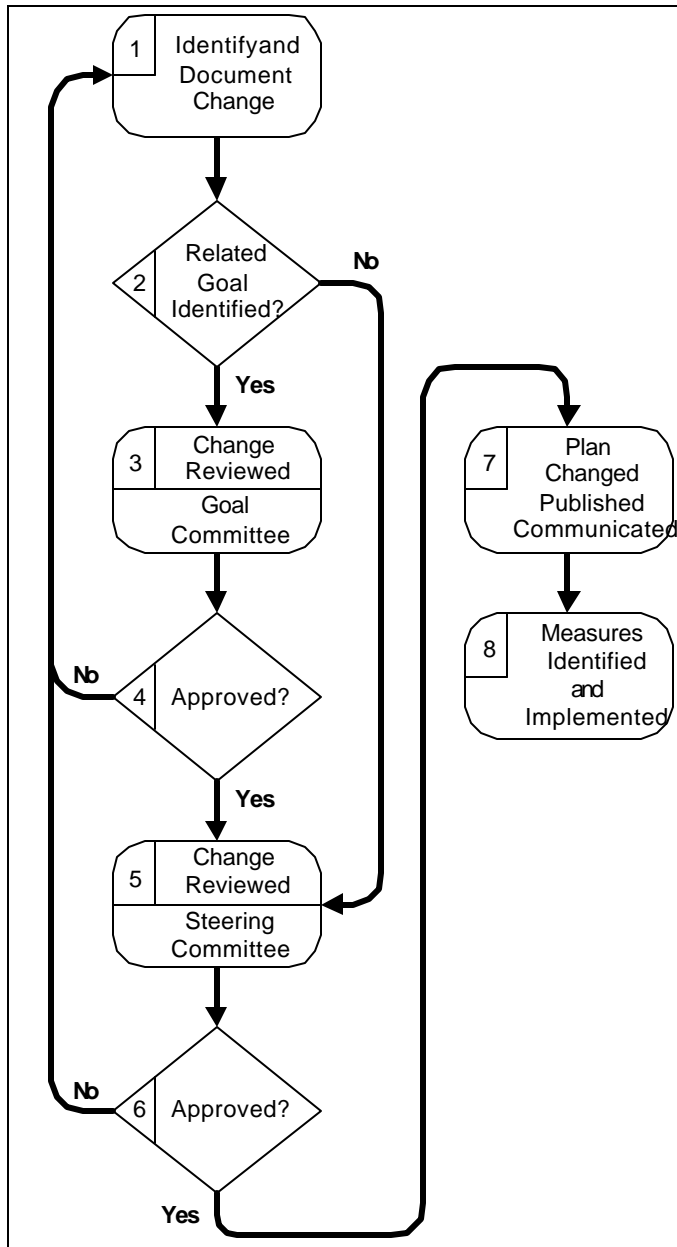 1
Identifyand
Document
Change
Related
Goal
Identified?
2
No
Yes
3
Change
Reviewed
Goal
Committee
No
4
Approved?
Yes
5
Change
Reviewed
Steering
Committee
No
6
Approved?
Yes
7
Plan
Changed
Published
Communicated
8
Measures
Identified
and
Implemented